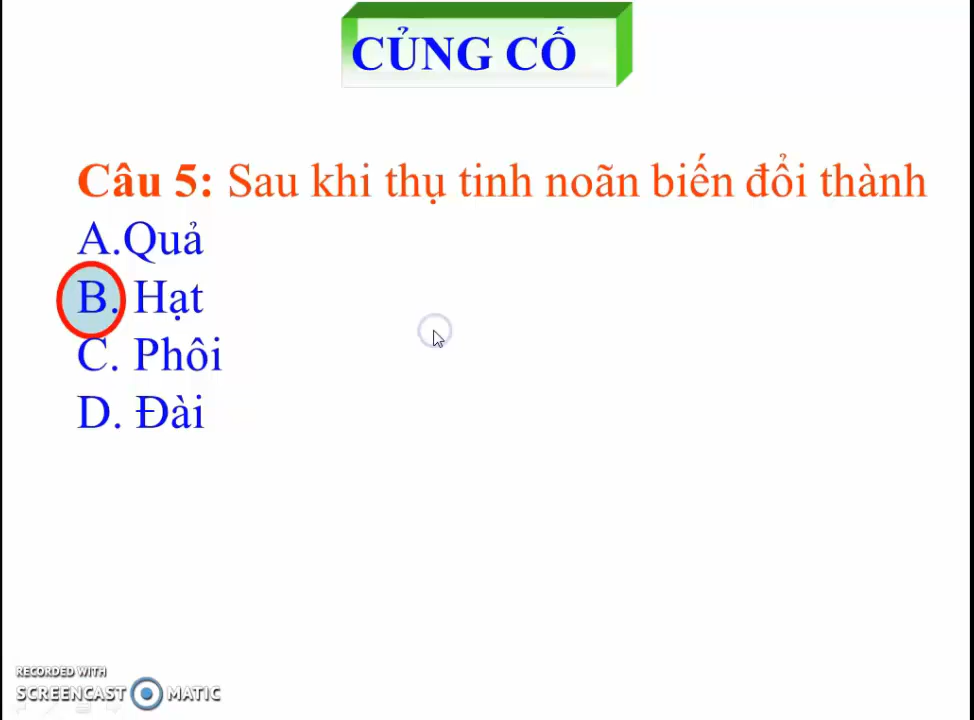 CỦNG CỐ
Câu 5: Sau khi thụ tinh noãn biến đổi thành
A.Quả
B. Hạt
C. Phôi
D. Đài
RECORDED WITH
SCREENCAST MATIC